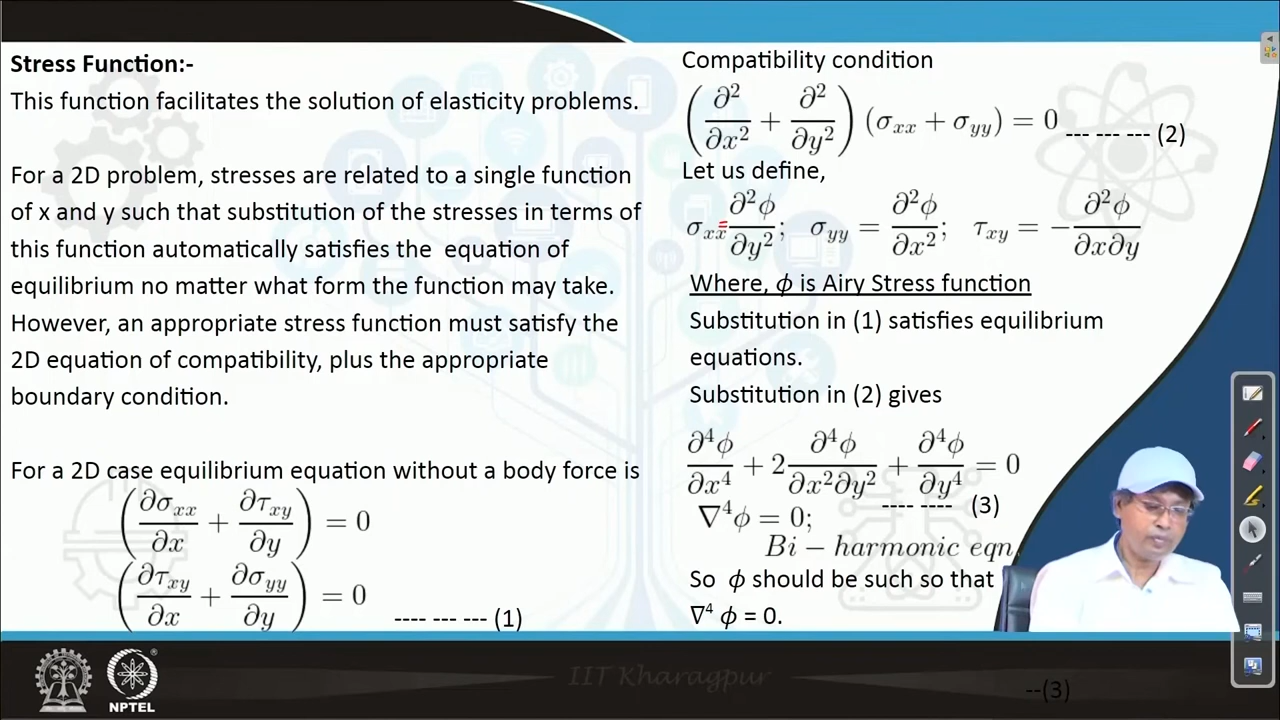 Stress Function:-
This function facilitates the solution of elasticity problems.
For a 2D problem, stresses are related to a single function
of x and y such that substitution of the stresses in terms of
this function automatically satisfies the equation of
equilibrium no matter what form the function may take.
However, an appropriate stress function must satisfy the
2D equation of compatibility, plus the appropriate
boundary condition.
For a 2D case equilibrium equation without a body force is
(∂σxx/∂x + ∂τxy/∂y) = 0
(∂τxy/∂x + ∂σyy/∂y) = 0 ---- --- --- (1)
Compatibility condition
(∂²/∂x² + ∂²/∂y²) (σxx + σyy) = 0 --- --- --- (2)
Let us define,
σxx = ∂²ϕ/∂y²; σyy = ∂²ϕ/∂x²; τxy = −∂²ϕ/∂x∂y
Where, ϕ is Airy Stress function
Substitution in (1) satisfies equilibrium
equations.
Substitution in (2) gives
∂⁴ϕ/∂x⁴ + 2 ∂⁴ϕ/∂x²∂y² + ∂⁴ϕ/∂y⁴ = 0
∇⁴ϕ = 0; ---- ---- (3)
Bi − harmonic eqn
So ϕ should be such so that
∇⁴ ϕ = 0.
NPTEL
IIT Kharagpur
--(3)